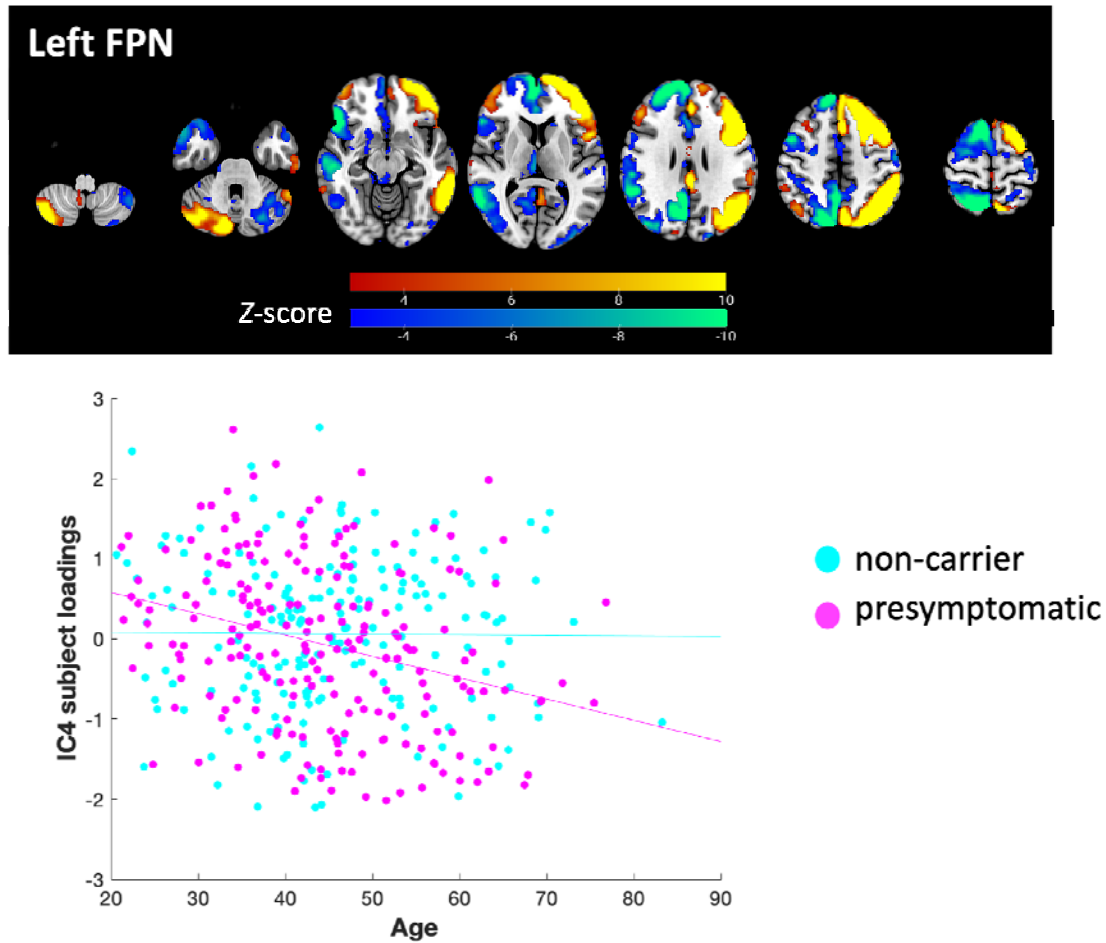 Left FPN
4 6 8 10
Z-score
-4 -6 -8 -10
3
2
1
0
-1
-2
-3
IC4 subject loadings
20 30 40 50 60 70 80 90
Age
non-carrier
presymptomatic